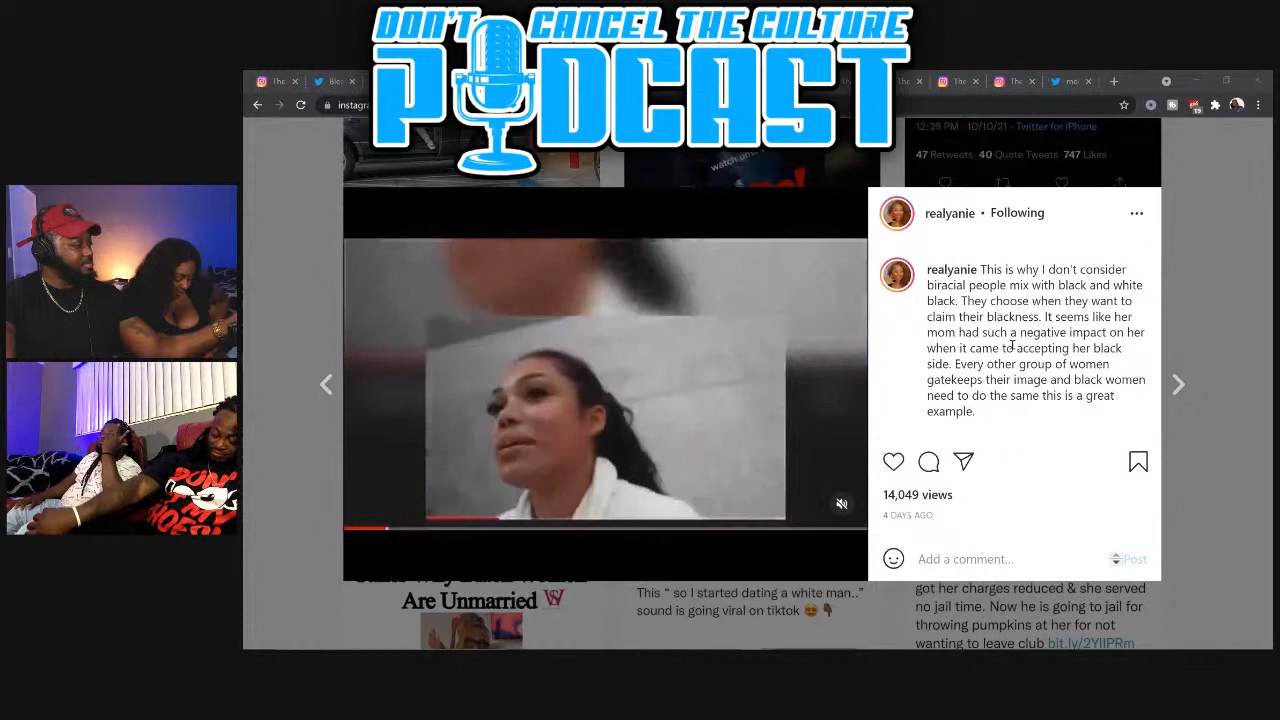 DON'T CANCEL THE CULTURE
PODCAST
The
The
The
12:28 PM · 10/10/21 · Twitter for iPhone
47 Retweets 40 Quote Tweets 747 Likes
realyanie • Following
realyanie This is why I don't consider
biracial people mix with black and white
black. They choose when they want to
claim their blackness. It seems like her
mom had such a negative impact on her
when it came to accepting her black
side. Every other group of women
gatekeeps their image and black women
need to do the same this is a great
example.
14,049 views
4 DAYS AGO
Add a comment...
Post
Are Unmarried
This “ so I started dating a white man..”
sound is going viral on tiktok
got her charges reduced & she served
no jail time. Now he is going to jail for
throwing pumpkins at her for not
wanting to leave club bit.ly/2YIIPRm